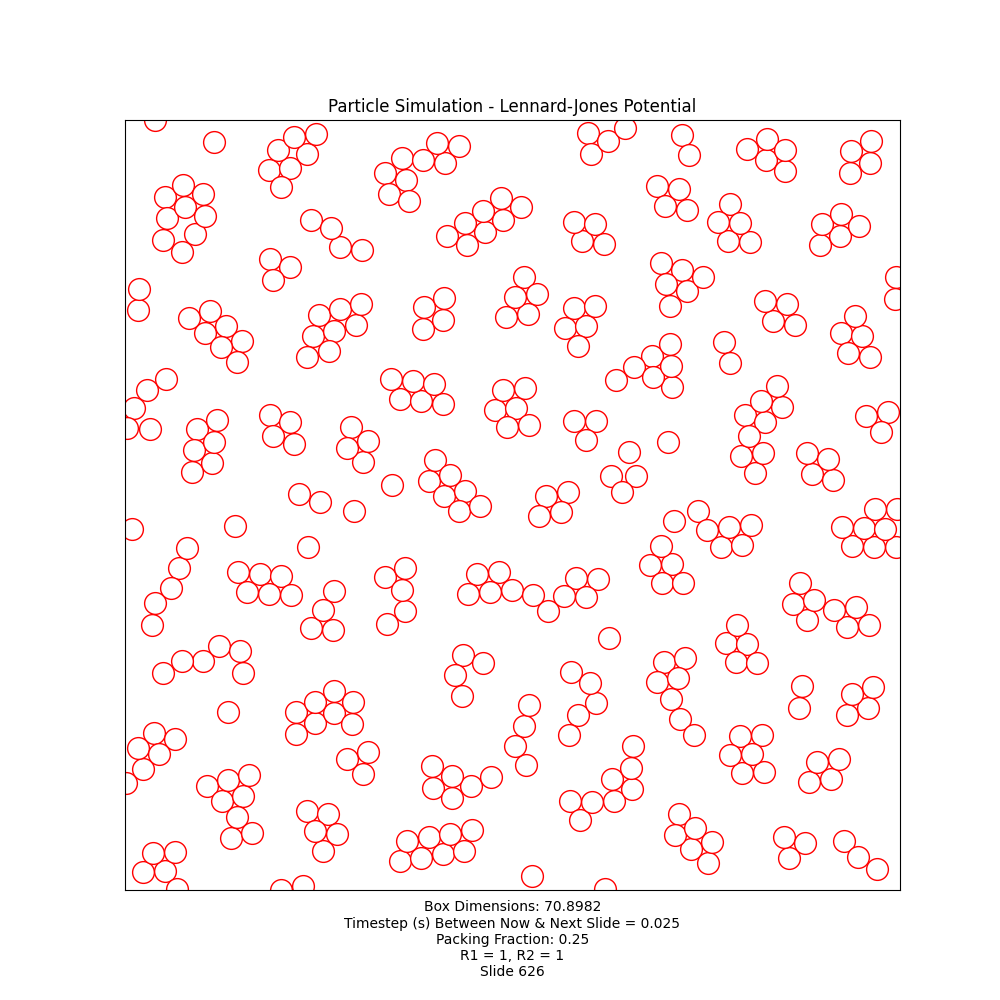 Particle Simulation - Lennard-Jones Potential
Box Dimensions: 70.8982
Timestep (s) Between Now & Next Slide = 0.025
Packing Fraction: 0.25
R1 = 1, R2 = 1
Slide 626